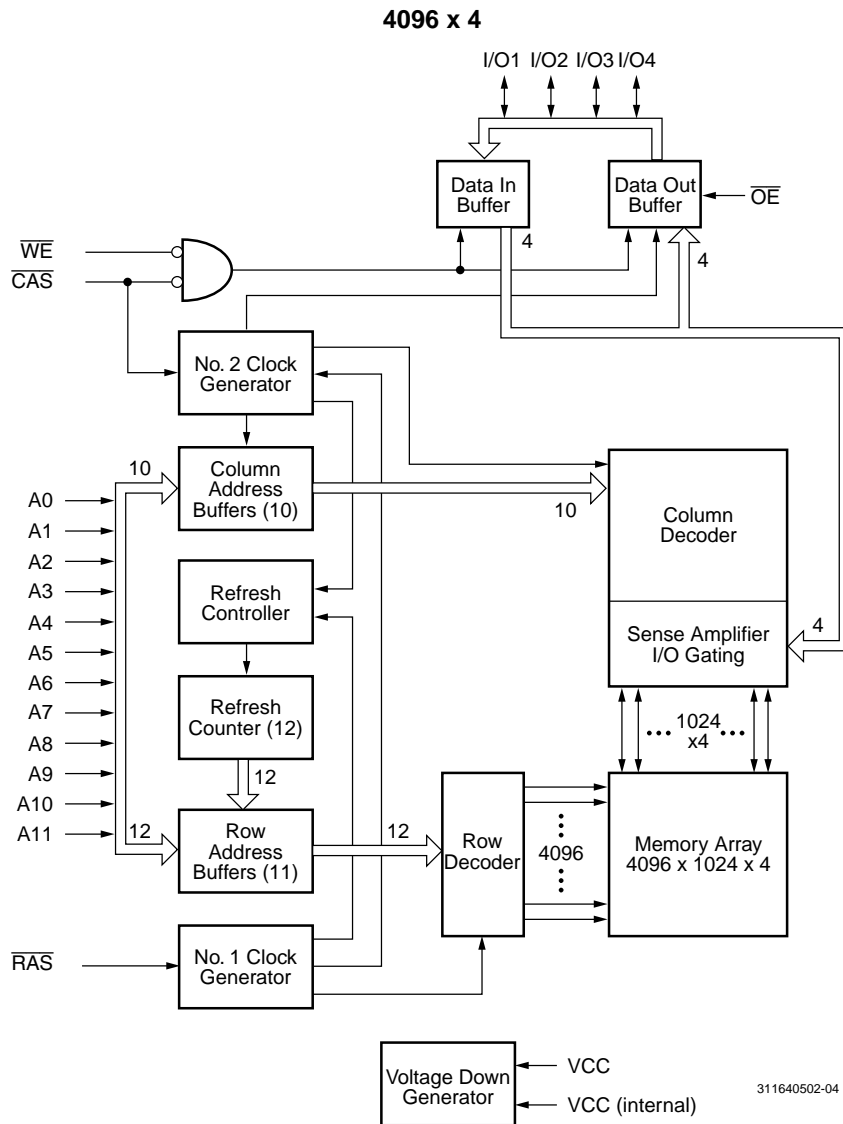 4096 x 4
I/O1 I/O2 I/O3 I/O4
Data In
Buffer
Data Out
Buffer
OE
4
4
WE
CAS
No. 2 Clock
Generator
10
Column
Address
Buffers (10)
10
Column
Decoder
A0
A1
A2
A3
A4
A5
A6
A7
A8
A9
A10
A11
Refresh
Controller
Sense Amplifier
I/O Gating
4
Refresh
Counter (12)
12
••• 1024 •••
x4
12
Row
Address
Buffers (11)
12
Row
Decoder
4096
Memory Array
4096 x 1024 x 4
RAS
No. 1 Clock
Generator
Voltage Down
Generator
VCC
VCC (internal)
311640502-04